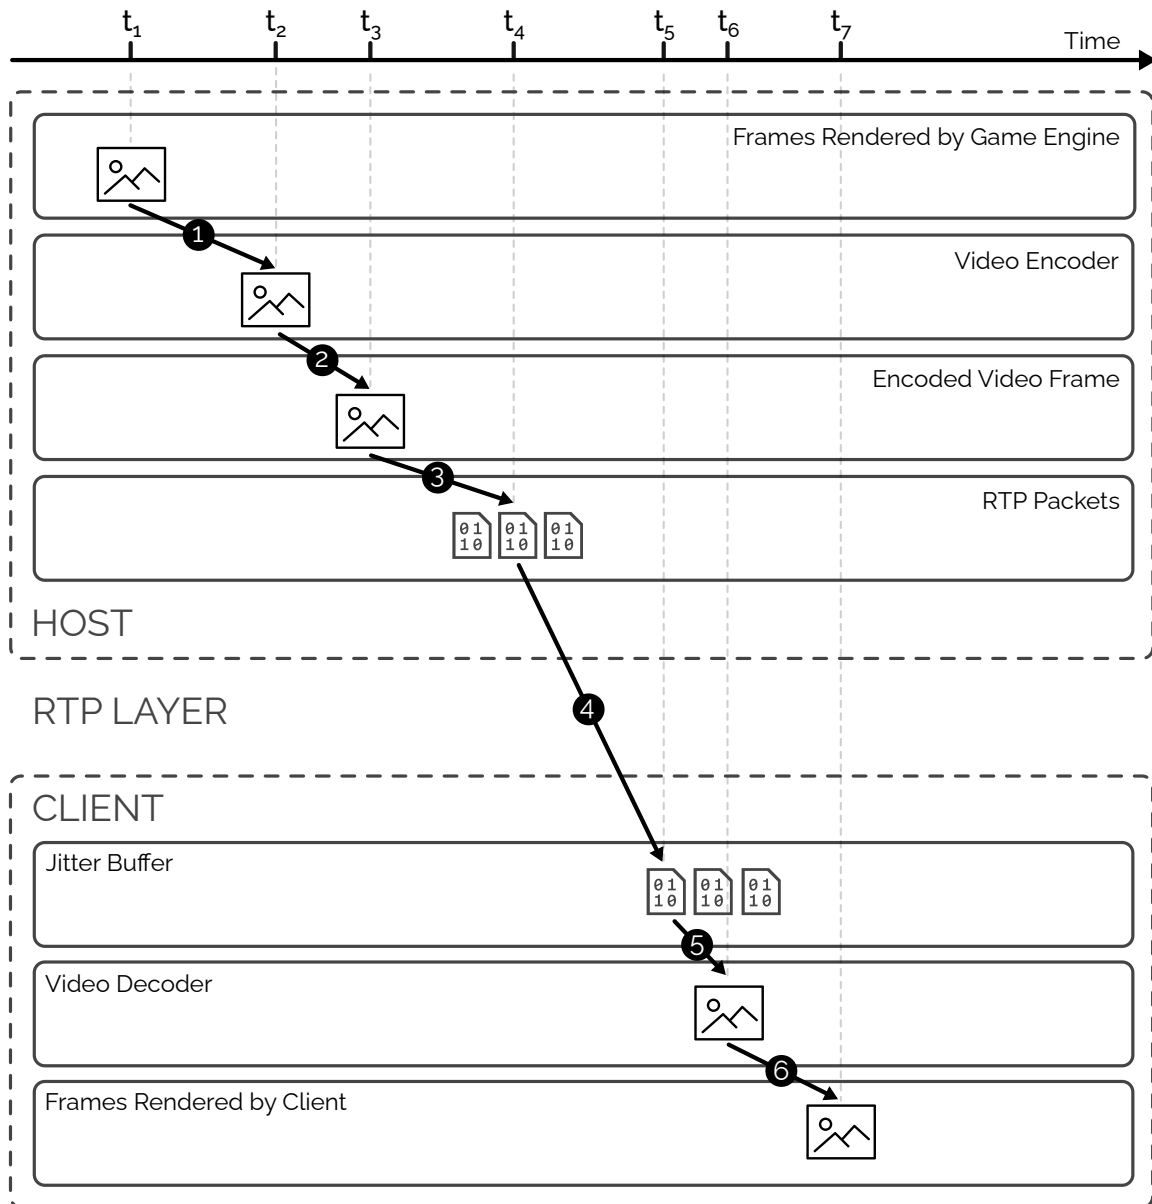 t₁ t₂ t₃ t₄ t₅ t₆ t₇
Time
Frames Rendered by Game Engine
1
Video Encoder
2
Encoded Video Frame
3
RTP Packets
01 01 01
10 10 10
HOST
RTP LAYER
4
CLIENT
Jitter Buffer
01 01 01
10 10 10
5
Video Decoder
6
Frames Rendered by Client